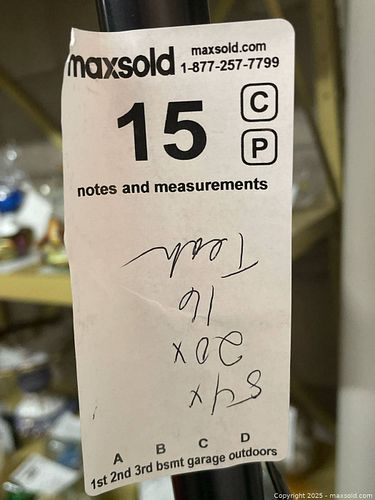 maxsold maxsold.com
1-877-257-7799
15 C
P
notes and measurements
20x
16
Teak
A B C D
1st 2nd 3rd bsmt garage outdoors
Copyright 2025 - maxsold.com